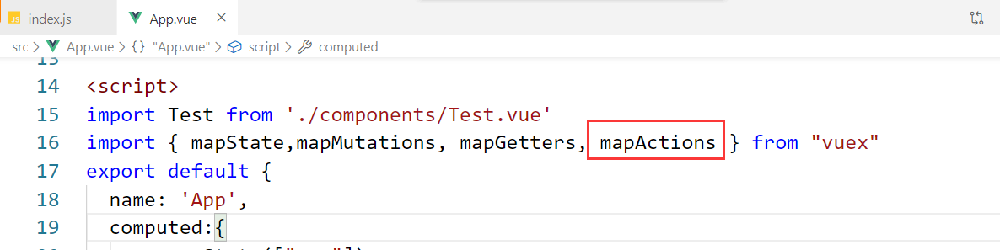 JS index.js App.vue
src > App.vue > {} "App.vue" > script > computed
13
14 <script>
15 import Test from './components/Test.vue'
16 import { mapState,mapMutations, mapGetters, mapActions } from "vuex"
17 export default {
18 name: 'App',
19 computed:{